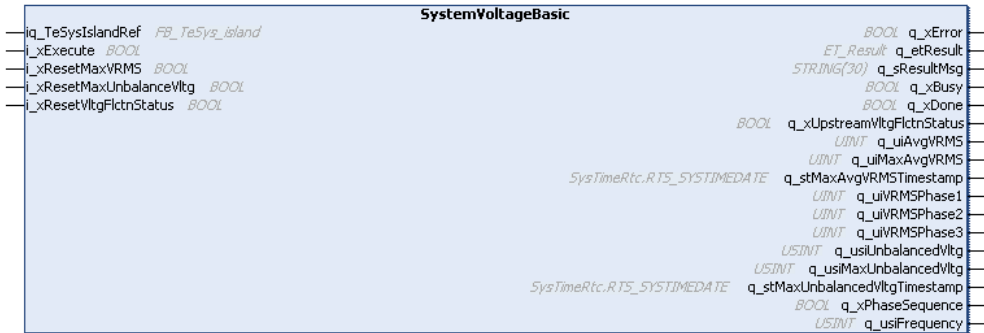 SystemVoltageBasic
iq_TeSysIslandRef FB_TeSys_island BOOL q_xError
i_xExecute BOOL ET_Result q_etResult
i_xResetMaxVRMS BOOL STRING(30) q_sResultMsg
i_xResetMaxUnbalanceVltg BOOL BOOL q_xBusy
i_xResetVltgFlctnStatus BOOL BOOL q_xDone
BOOL q_xUpstreamVltgFlctnStatus
UINT q_uiAvgVRMS
UINT q_uiMaxAvgVRMS
SysTimeRtc.RTS_SYSTIMEDATE q_stMaxAvgVRMSTimestamp
UINT q_uiVRMSPhase1
UINT q_uiVRMSPhase2
UINT q_uiVRMSPhase3
USINT q_usiUnbalancedVltg
USINT q_usiMaxUnbalancedVltg
SysTimeRtc.RTS_SYSTIMEDATE q_stMaxUnbalancedVltgTimestamp
BOOL q_xPhaseSequence
USINT q_usiFrequency